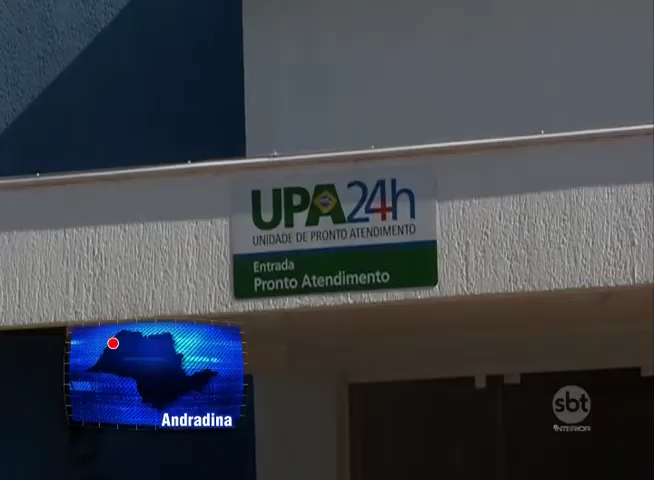 UPA24h
UNIDADE DE PRONTO ATENDIMENTO
Entrada
Pronto Atendimento
Andradina
sbt
INTERIOR